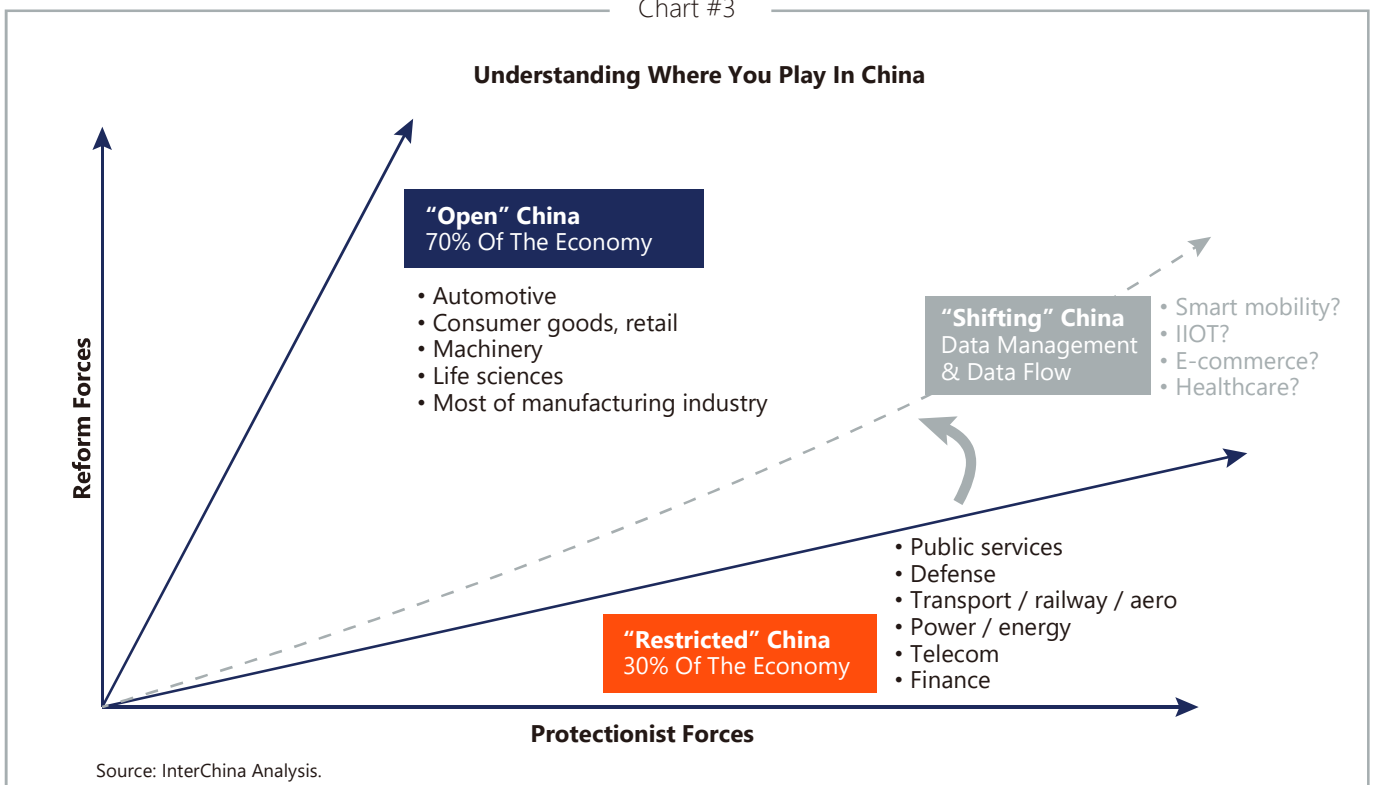 Chart #3
Understanding Where You Play In China
Reform Forces
“Open” China
70% Of The Economy
• Automotive
• Consumer goods, retail
• Machinery
• Life sciences
• Most of manufacturing industry
“Shifting” China
Data Management
& Data Flow
• Smart mobility?
• IIOT?
• E-commerce?
• Healthcare?
• Public services
• Defense
• Transport / railway / aero
• Power / energy
• Telecom
• Finance
“Restricted” China
30% Of The Economy
Protectionist Forces
Source: InterChina Analysis.